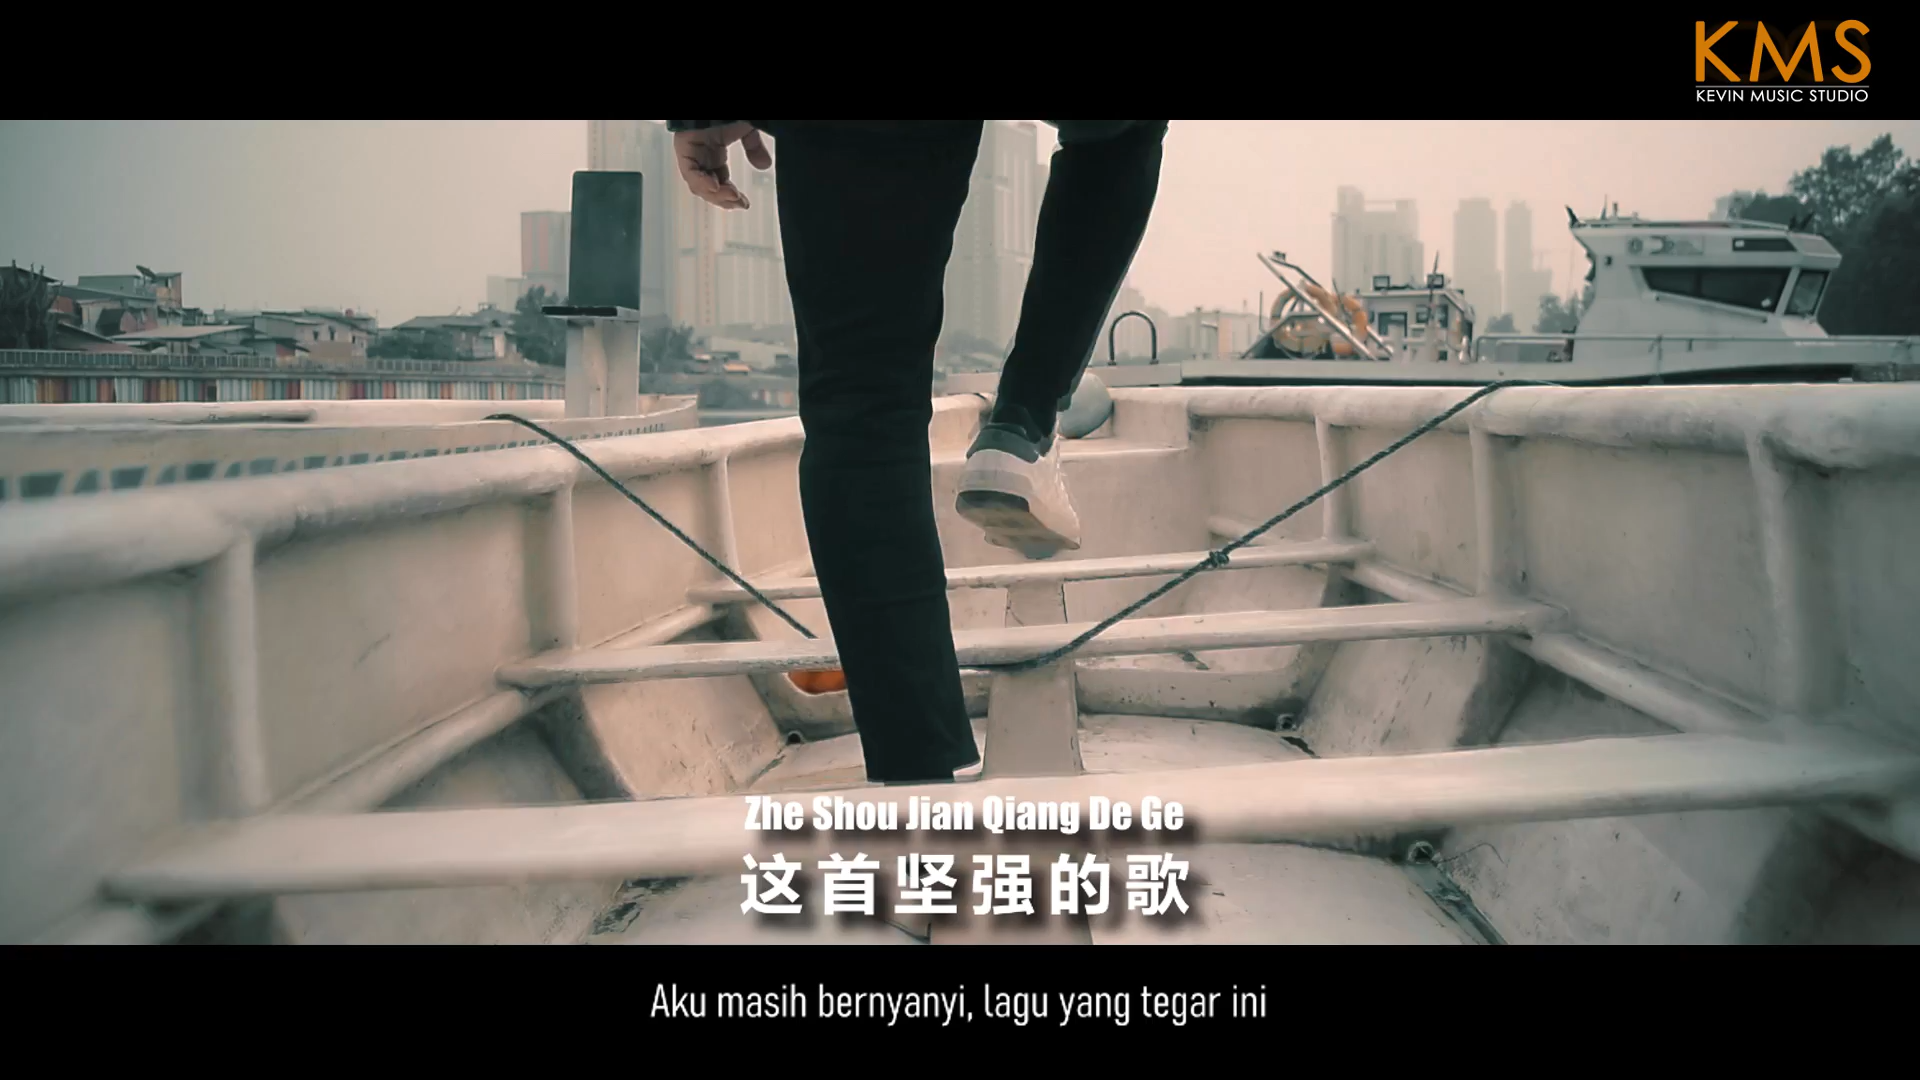 KMS
KEVIN MUSIC STUDIO
Zhe Shou Jian Qiang De Ge
这首坚强的歌
Aku masih bernyanyi, lagu yang tegar ini